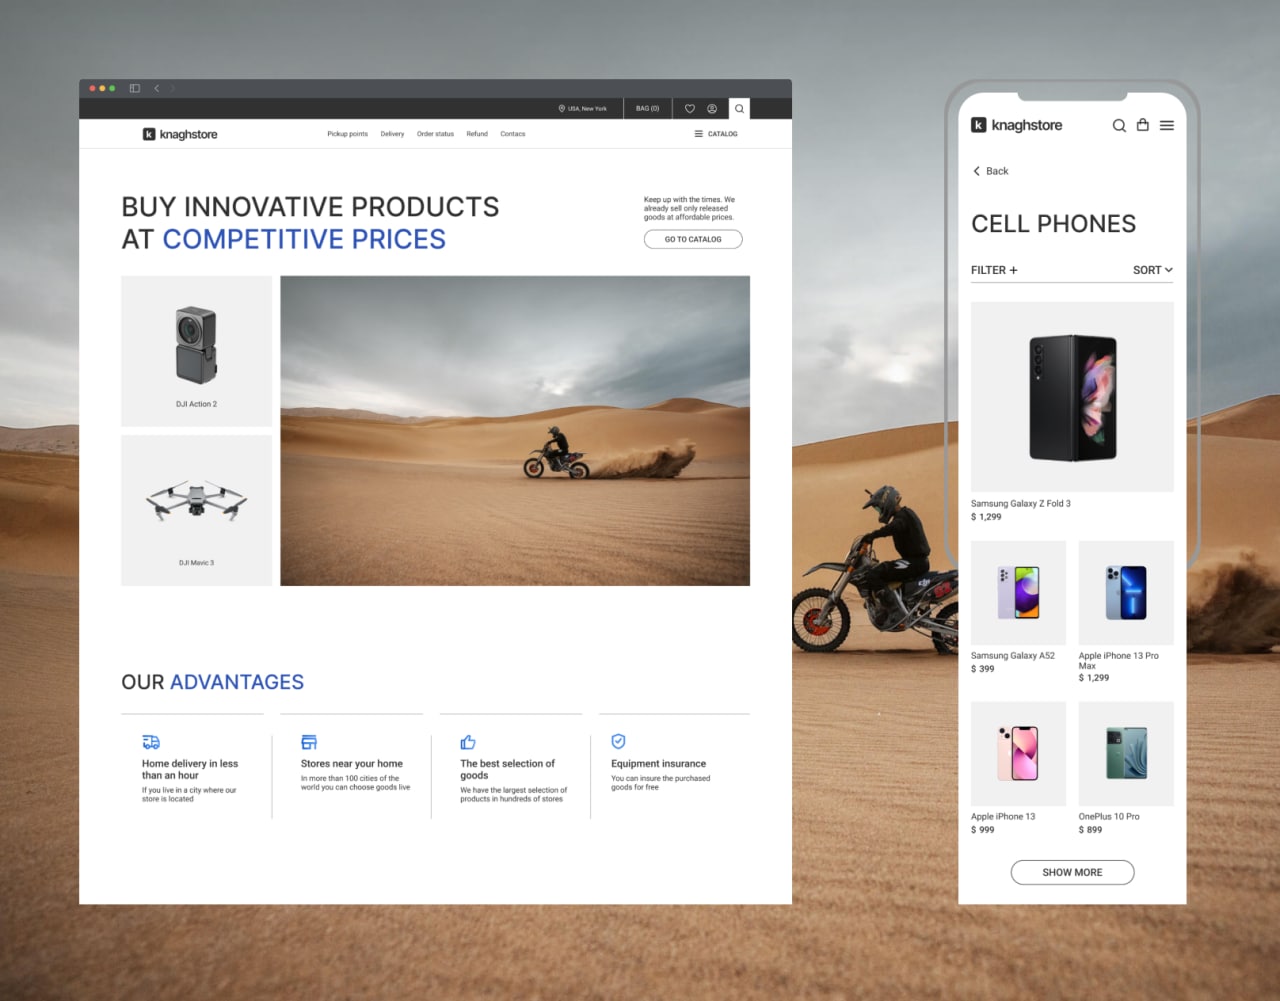 USA, New York
BAG (0)
k knaghstore
Pickup points
Delivery
Order status
Refund
Contacs
CATALOG
BUY INNOVATIVE PRODUCTS
AT COMPETITIVE PRICES
Keep up with the times. We
already sell only released
goods at affordable prices.
GO TO CATALOG
DJI Action 2
DJI Mavic 3
OUR ADVANTAGES
Home delivery in less
than an hour
If you live in a city where our
store is located
Stores near your home
In more than 100 cities of the
world you can choose goods live
The best selection of
goods
We have the largest selection of
products in hundreds of stores
Equipment insurance
You can insure the purchased
goods for free
k knaghstore
Back
CELL PHONES
FILTER +
SORT
Samsung Galaxy Z Fold 3
$ 1,299
Samsung Galaxy A52
$ 399
Apple iPhone 13 Pro
Max
$ 1,299
Apple iPhone 13
$ 999
OnePlus 10 Pro
$ 899
SHOW MORE
dji